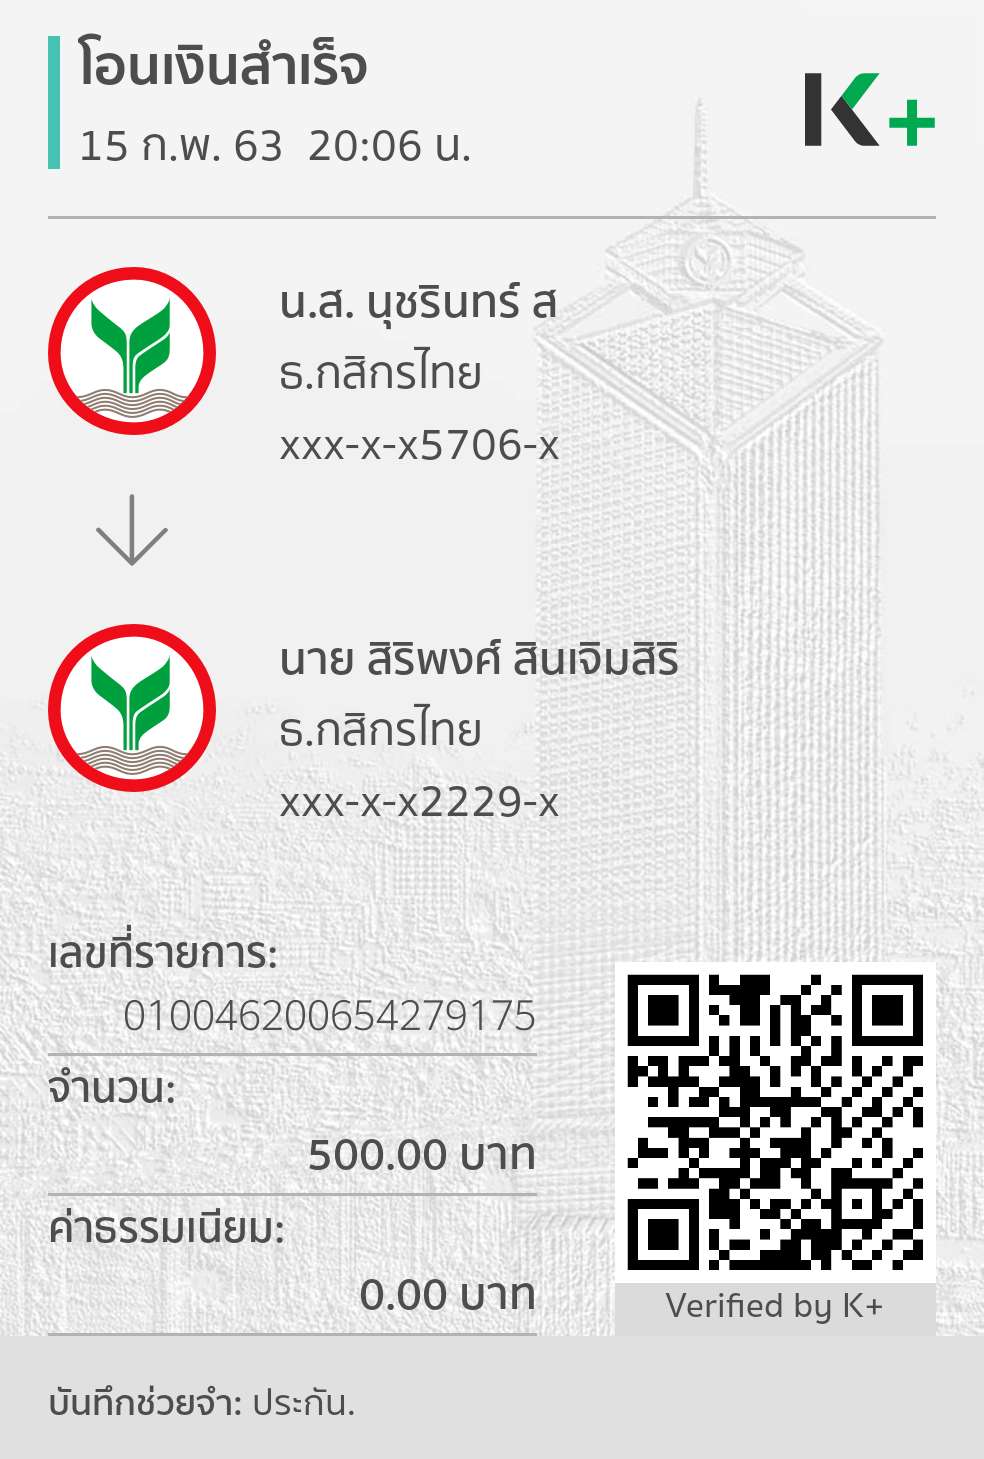 โอนเงินสำเร็จ
15 ก.พ. 63 20:06 น.
K+
น.ส. นุชรินทร์ ส
ธ.กสิกรไทย
xxx-x-x5706-x
นาย สิริพงศ์ สินเจิมสิริ
ธ.กสิกรไทย
xxx-x-x2229-x
เลขที่รายการ:
010046200654279175
จำนวน:
500.00 บาท
ค่าธรรมเนียม:
0.00 บาท
Verified by K+
บันทึกช่วยจำ: ประกัน.